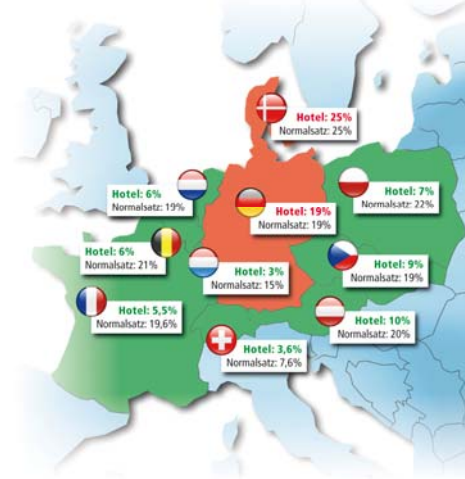 Hotel: 25%
Normalsatz: 25%
Hotel: 6%
Normalsatz: 19%
Hotel: 19%
Normalsatz: 19%
Hotel: 7%
Normalsatz: 22%
Hotel: 6%
Normalsatz: 21%
Hotel: 3%
Normalsatz: 15%
Hotel: 9%
Normalsatz: 19%
Hotel: 5,5%
Normalsatz: 19,6%
Hotel: 10%
Normalsatz: 20%
Hotel: 3,6%
Normalsatz: 7,6%